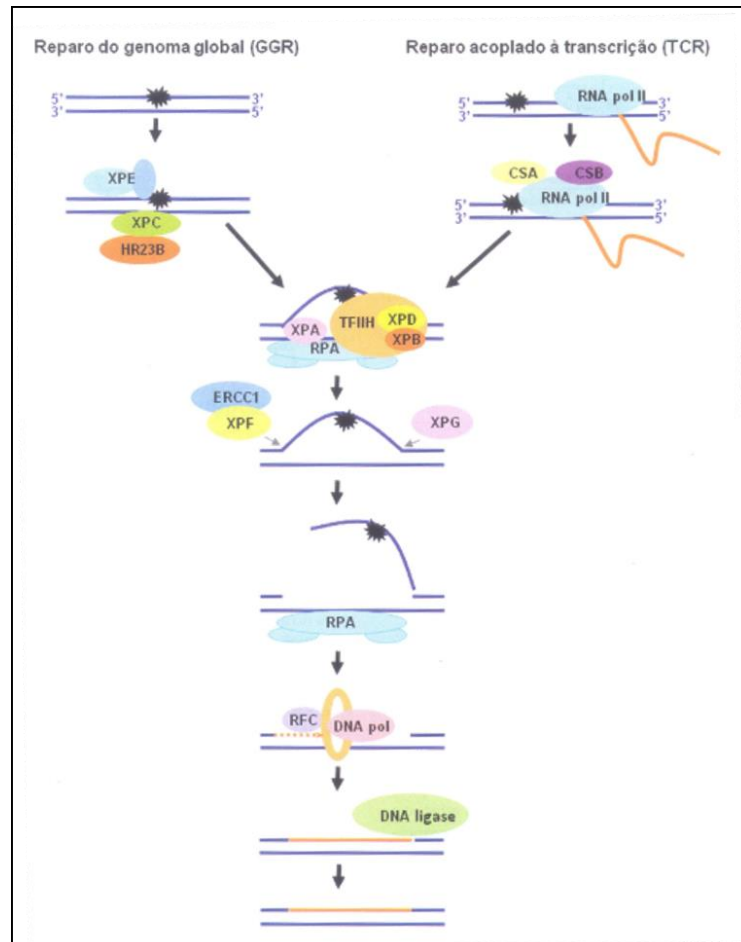 Reparo do genoma global (GGR)
Reparo acoplado à transcrição (TCR)
5' 3'
3' 5'
RNA pol II
5' 3'
3' 5'
XPE
XPC
HR23B
CSA
CSB
RNA pol II
5' 3'
3' 5'
XPA
TFIIH
XPD
XPB
RPA
ERCC1
XPF
XPG
RPA
RFC
DNA pol
DNA ligase